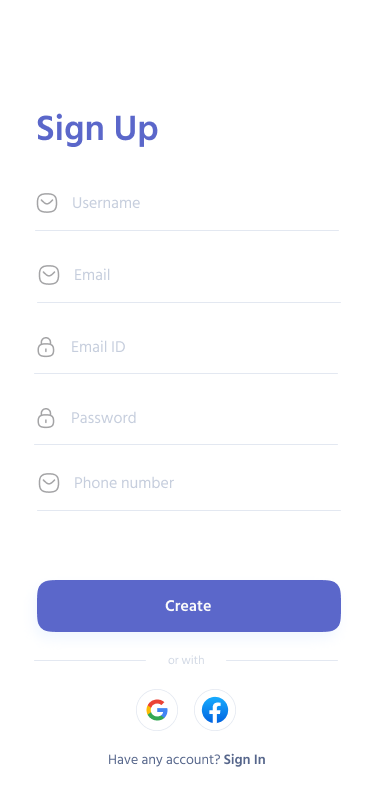 Sign Up
Username
Email
Email ID
Password
Phone number
Create
or with
Have any account? Sign In